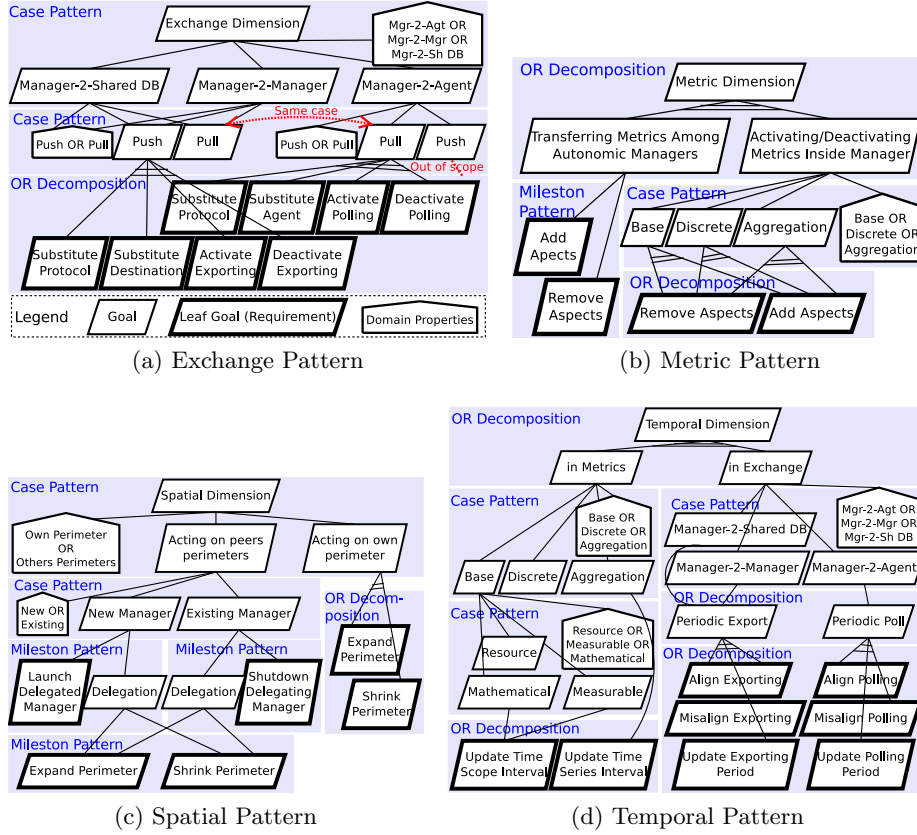 Case Pattern
Exchange Dimension
Mgr-2-Agt OR
Mgr-2-Mgr OR
Mgr-2-Sh DB
Manager-2-Shared DB
Manager-2-Manager
Manager-2-Agent
Case Pattern
Same case
Push OR Pull
Push
Pull
Push OR Pull
Pull
Push
Out of scope
OR Decomposition
Substitute
Protocol
Substitute
Agent
Activate
Polling
Deactivate
Polling
Substitute
Protocol
Substitute
Destination
Activate
Exporting
Deactivate
Exporting
Legend
Goal
Leaf Goal (Requirement)
Domain Properties
(a) Exchange Pattern
OR Decomposition
Metric Dimension
Transferring Metrics Among
Autonomic Managers
Activating/Deactivating
Metrics Inside Manager
Mileston
Pattern
Case Pattern
Base
Discrete
Aggregation
Base OR
Discrete OR
Aggregation
Add
Apects
Remove
Aspects
OR Decomposition
Remove Aspects
Add Aspects
(b) Metric Pattern
Case Pattern
Spatial Dimension
Own Perimeter
OR
Others Perimeters
Acting on peers
perimeters
Acting on own
perimeter
Case Pattern
New OR
Existing
New Manager
Existing Manager
OR Decom-
position
Expand
Perimeter
Shrink
Perimeter
Mileston Pattern
Mileston Pattern
Launch
Delegated
Manager
Delegation
Delegation
Shutdown
Delegating
Manager
Mileston Pattern
Expand Perimeter
Shrink Perimeter
(c) Spatial Pattern
OR Decomposition
Temporal Dimension
in Metrics
in Exchange
Case Pattern
Base OR
Discrete OR
Aggregation
Base
Discrete
Aggregation
Case Pattern
Resource
Resource OR
Measurable OR
Mathematical
Mathematical
Measurable
OR Decomposition
Update Time
Scope Interval
Update Time
Series Interval
Case Pattern
Mgr-2-Agt OR
Mgr-2-Mgr OR
Mgr-2-Sh DB
Manager-2-Shared DB
Manager-2-Manager
Manager-2-Agent
OR Decomposition
Periodic Export
Periodic Poll
OR Decomposition
Align Exporting
Align Polling
Misalign Exporting
Misalign Polling
Update Exporting
Period
Update Polling
Period
(d) Temporal Pattern